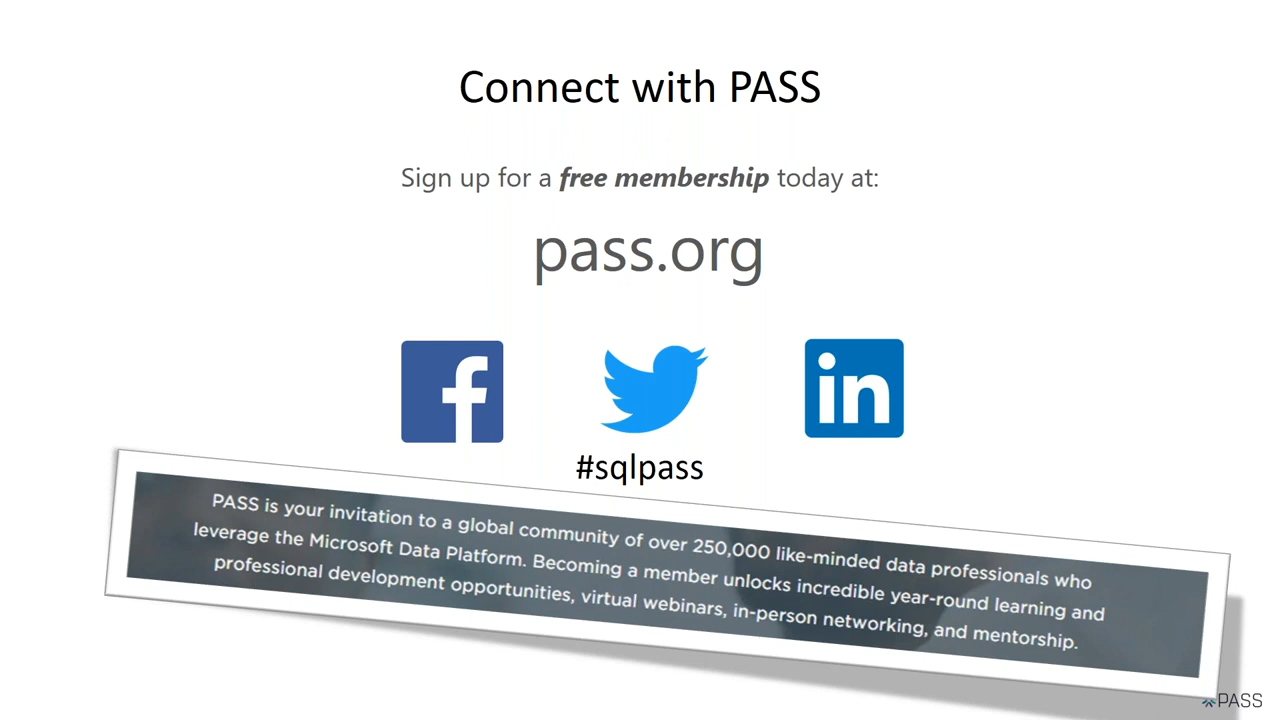 Connect with PASS
Sign up for a free membership today at:
pass.org
f
in
#sqlpass
PASS is your invitation to a global community of over 250,000 like-minded data professionals who
leverage the Microsoft Data Platform. Becoming a member unlocks incredible year-round learning and
professional development opportunities, virtual webinars, in-person networking, and mentorship.
PASS